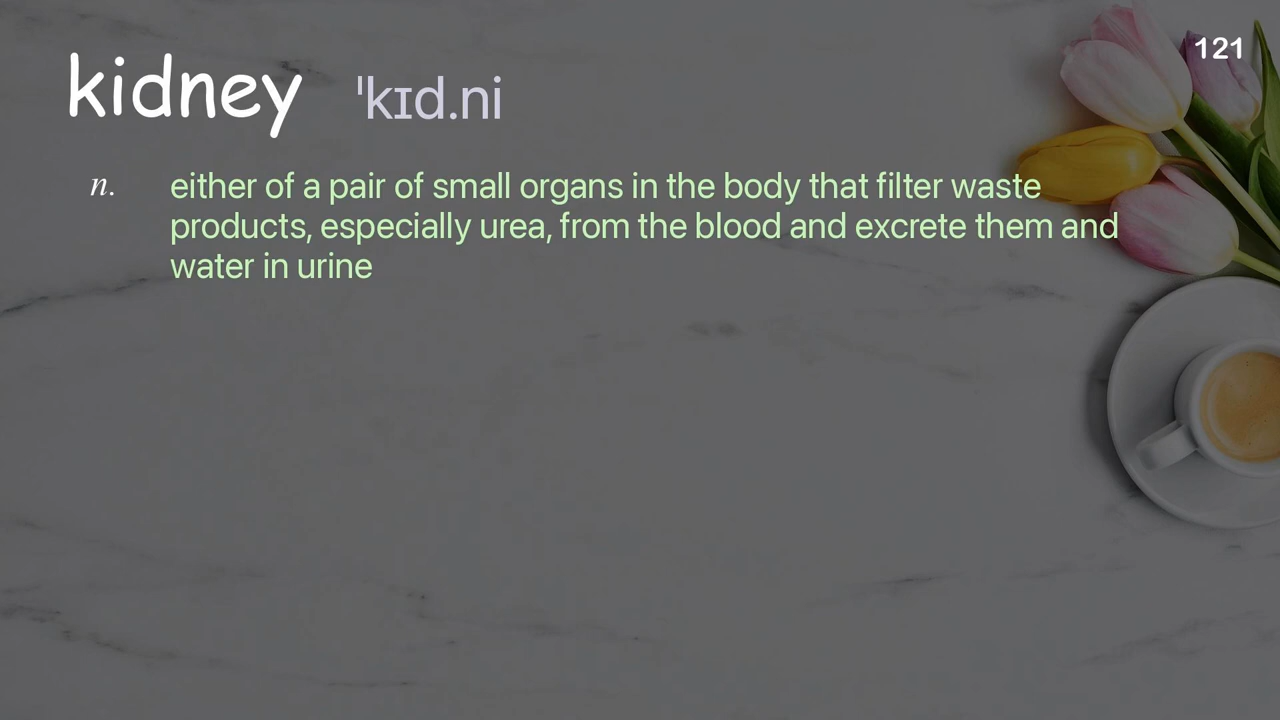 121
kidney ˈkɪd.ni
n. either of a pair of small organs in the body that filter waste
products, especially urea, from the blood and excrete them and
water in urine